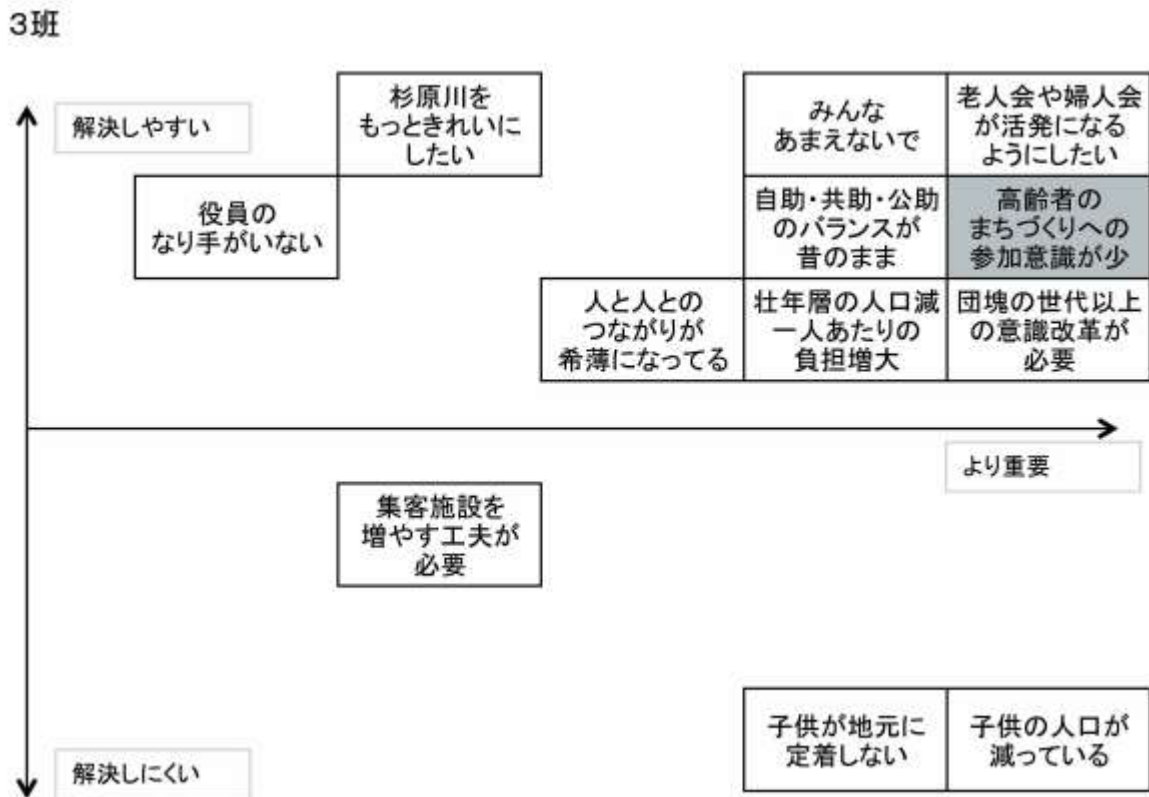 3班
解決しやすい
杉原川を
もっときれいに
したい
みんな
あまえないで
老人会や婦人会
が活発になる
ようにしたい
役員の
なり手がいない
自助・共助・公助
のバランスが
昔のまま
高齢者の
まちづくりへの
参加意識が少
人と人との
つながりが
希薄になってる
壮年層の人口減
一人あたりの
負担増大
団塊の世代以上
の意識改革が
必要
より重要
集客施設を
増やす工夫が
必要
子供が地元に
定着しない
子供の人口が
減っている
解決しにくい